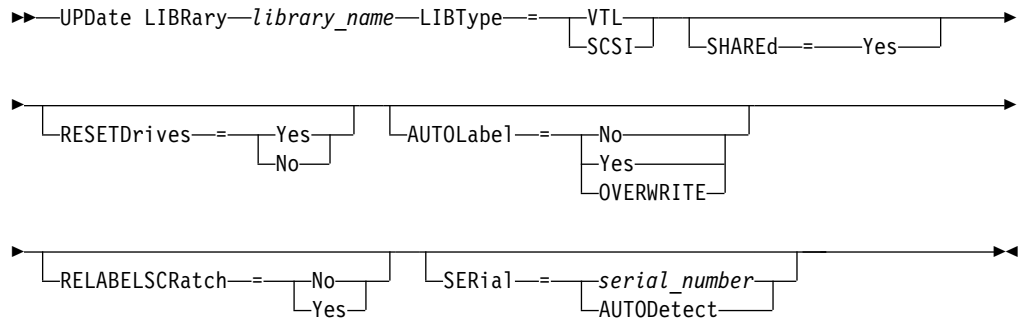 UPDate LIBRary library_name LIBType = VTL
SCSI
SHAREd = Yes
RESETDrives = Yes
No
AUTOLabel = No
Yes
OVERWRITE
RELABELSCRatch = No
Yes
SERial = serial_number
AUTODetect